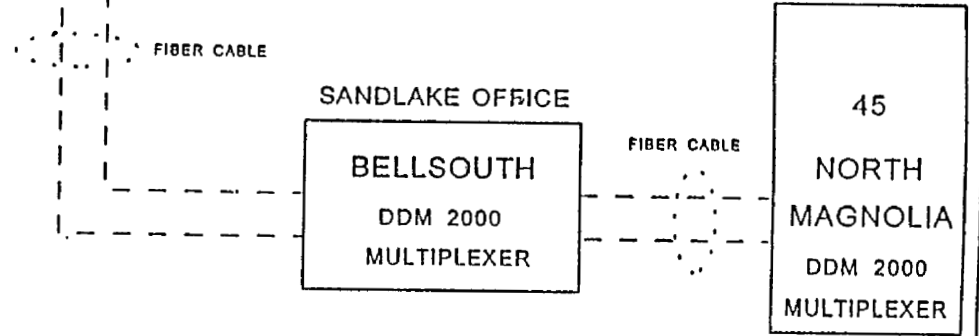 FIBER CABLE
SANDLAKE OFFICE
BELLSOUTH
DDM 2000
MULTIPLEXER
FIBER CABLE
45
NORTH
MAGNOLIA
DDM 2000
MULTIPLEXER